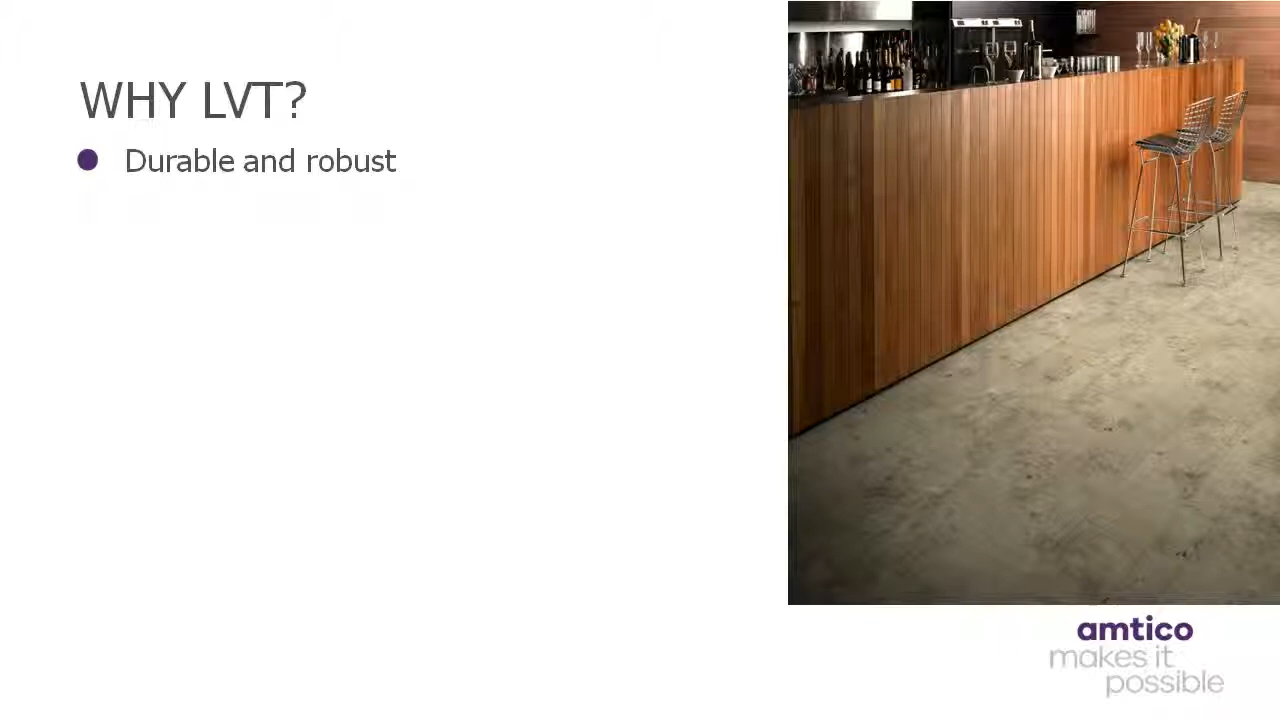 WHY LVT?
Durable and robust
amtico
makes it
possible